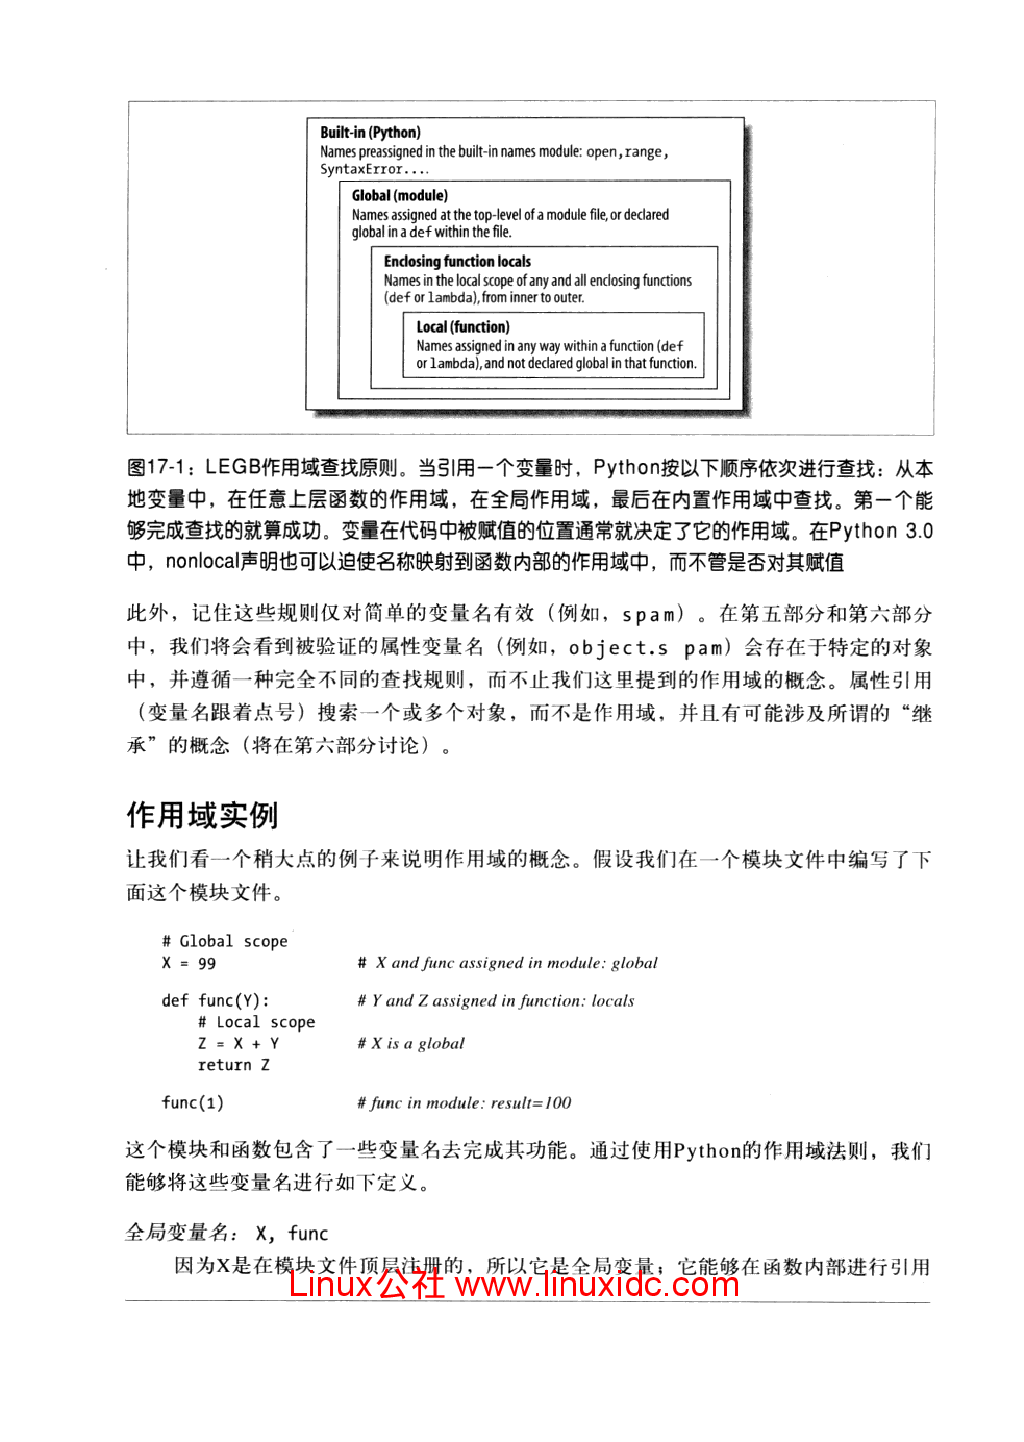 Built-in (Python)
Names preassigned in the built-in names module: open,range,
SyntaxError....
Global (module)
Names assigned at the top-level of a module file, or declared
global in a def within the file.
Enclosing function locals
Names in the local scope of any and all enclosing functions
(def or lambda), from inner to outer.
Local (function)
Names assigned in any way within a function (def
or lambda), and not declared global in that function.
图17-1：LEGB作用域查找原则。当引用一个变量时，Python按以下顺序依次进行查找：从本
地变量中，在任意上层函数的作用域，在全局作用域，最后在内置作用域中查找。第一个能
够完成查找的就算成功。变量在代码中被赋值的位置通常就决定了它的作用域。在Python 3.0
中，nonlocal声明也可以迫使名称映射到函数内部的作用域中，而不管是否对其赋值
此外，记住这些规则仅对简单的变量名有效（例如，spam）。在第五部分和第六部分
中，我们将会看到被验证的属性变量名（例如，object.s pam）会存在于特定的对象
中，并遵循一种完全不同的查找规则，而不止我们这里提到的作用域的概念。属性引用
（变量名跟着点号）搜索一个或多个对象，而不是作用域，并且有可能涉及所谓的“继
承”的概念（将在第六部分讨论）。
作用域实例
让我们看一个稍大点的例子来说明作用域的概念。假设我们在一个模块文件中编写了下
面这个模块文件。
# Global scope
X = 99 # X and func assigned in module: global
def func(Y): # Y and Z assigned in function: locals
# Local scope
Z = X + Y # X is a global
return Z
func(1) # func in module: result=100
这个模块和函数包含了一些变量名去完成其功能。通过使用Python的作用域法则，我们
能够将这些变量名进行如下定义。
全局变量名： X, func
因为X是在模块文件顶层注册的，所以它是全局变量；它能够在函数内部进行引用
Linux公社 www.linuxidc.com